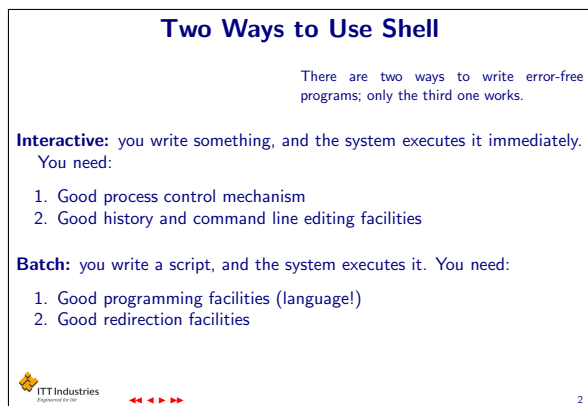 Two Ways to Use Shell
There are two ways to write error-free
programs; only the third one works.
Interactive: you write something, and the system executes it immediately.
You need:
1. Good process control mechanism
2. Good history and command line editing facilities
Batch: you write a script, and the system executes it. You need:
1. Good programming facilities (language!)
2. Good redirection facilities
ITT Industries
Engineered for life
2